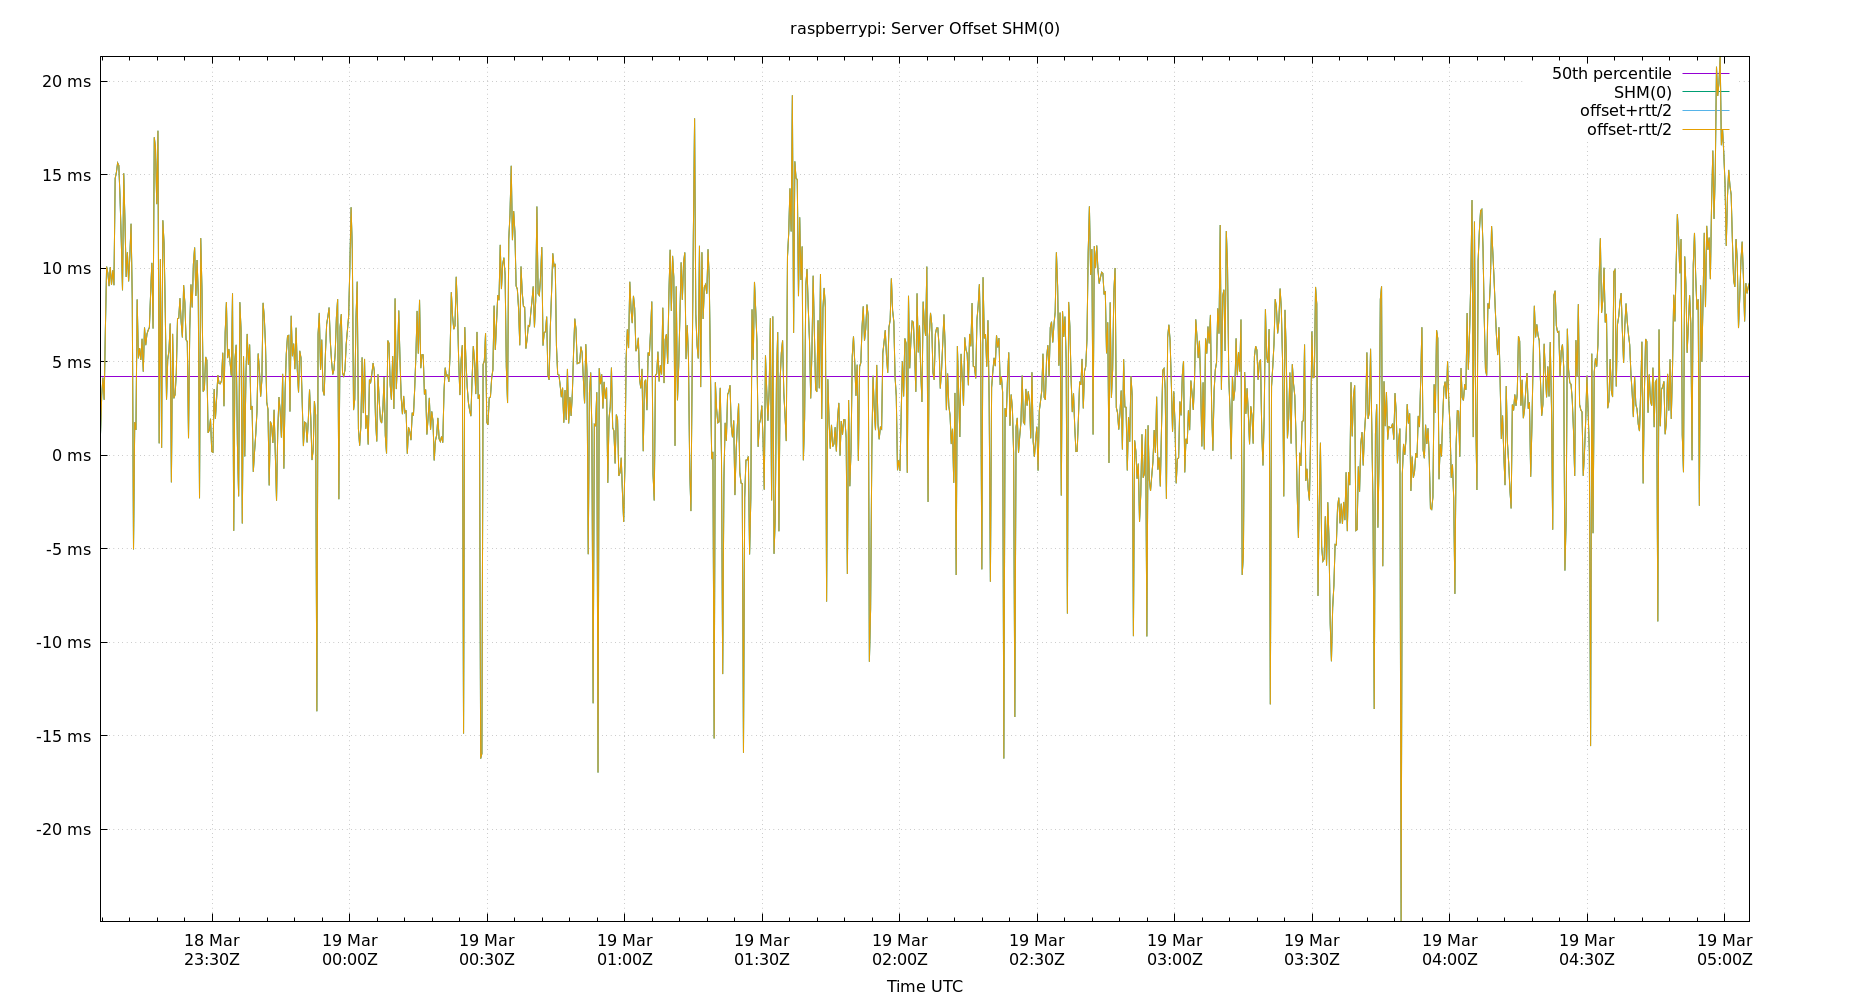 raspberrypi: Server Offset SHM(0)
50th percentile
SHM(0)
offset+rtt/2
offset-rtt/2
20 ms
15 ms
10 ms
5 ms
0 ms
-5 ms
-10 ms
-15 ms
-20 ms
18 Mar 19 Mar 19 Mar 19 Mar 19 Mar 19 Mar 19 Mar 19 Mar 19 Mar 19 Mar 19 Mar 19 Mar
23:30Z 00:00Z 00:30Z 01:00Z 01:30Z 02:00Z 02:30Z 03:00Z 03:30Z 04:00Z 04:30Z 05:00Z
Time UTC